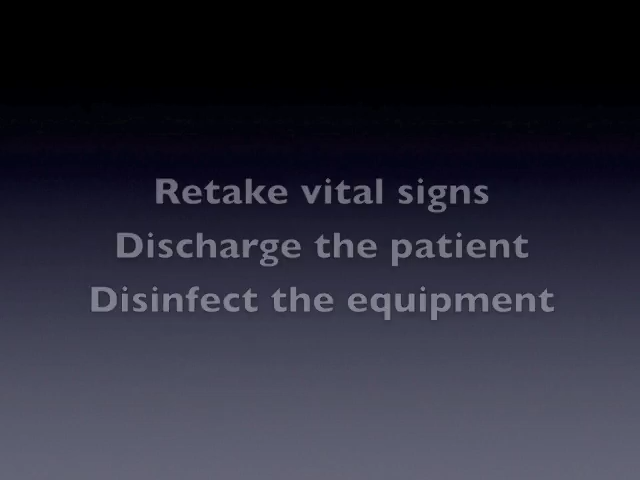 Retake vital signs
Discharge the patient
Disinfect the equipment